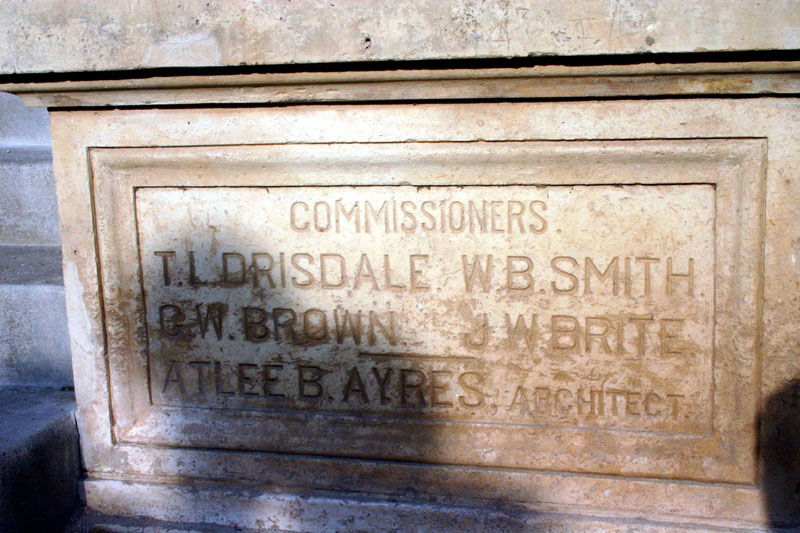 COMMISSIONERS.
T.L.DRISDALE W.B.SMITH
C.W.BROWN. J.W.BRITE.
ATLEE B. AYRES. ARCHITECT.